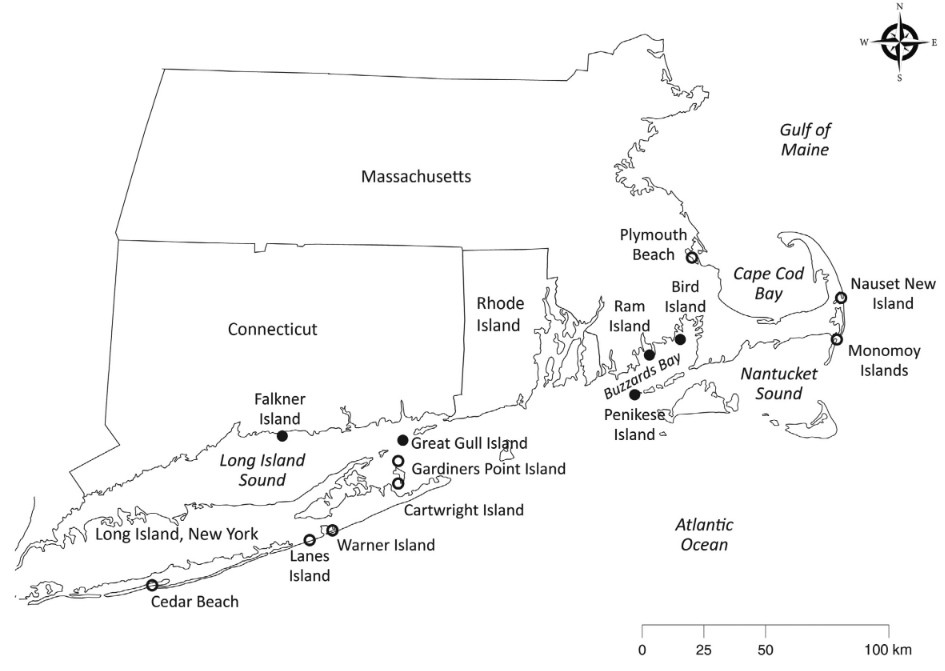 N
W
E
S
Gulf of
Maine
Massachusetts
Plymouth
Beach
Cape Cod
Bay
Bird
Island
Nauset New
Island
Rhode
Island
Ram
Island
Connecticut
Monomoy
Islands
Buzzards Bay
Nantucket
Sound
Falkner
Island
Penikese
Island
Great Gull Island
Long Island
Sound
Gardiners Point Island
Cartwright Island
Long Island, New York
Warner Island
Atlantic
Ocean
Lanes
Island
Cedar Beach
0
25
50
100 km